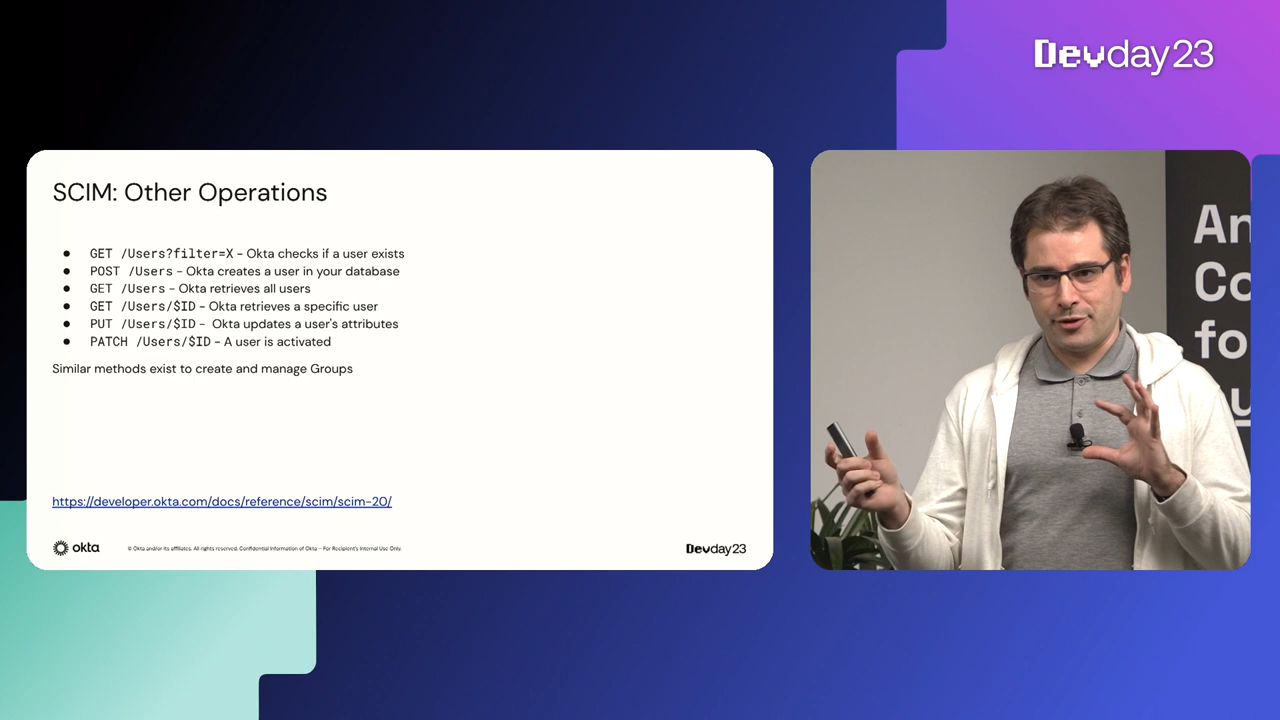 Devday23
SCIM: Other Operations
● GET /Users?filter=X – Okta checks if a user exists
● POST /Users – Okta creates a user in your database
● GET /Users – Okta retrieves all users
● GET /Users/$ID – Okta retrieves a specific user
● PUT /Users/$ID –  Okta updates a user's attributes
● PATCH /Users/$ID – A user is activated
Similar methods exist to create and manage Groups
https://developer.okta.com/docs/reference/scim/scim-20/
okta
© Okta and/or its affiliates. All rights reserved. Confidential Information of Okta – For Recipient's Internal Use Only.
Devday23
An
Co
fo